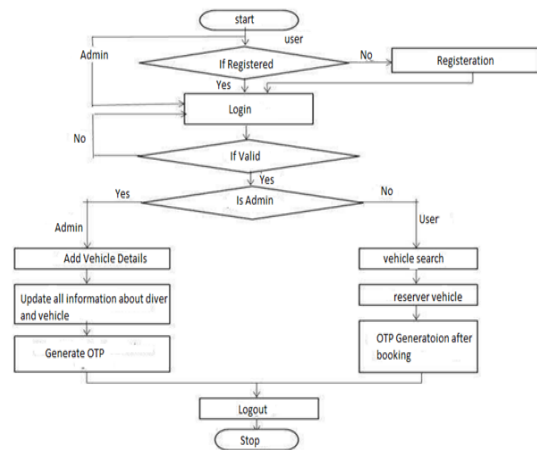 start
user
Admin
If Registered
No
Registeration
Yes
Login
No
If Valid
Yes
Yes
Is Admin
No
Admin
User
Add Vehicle Details
vehicle search
Update all information about diver
and vehicle
reserver vehicle
Generate OTP
OTP Generatoion after
booking
Logout
Stop